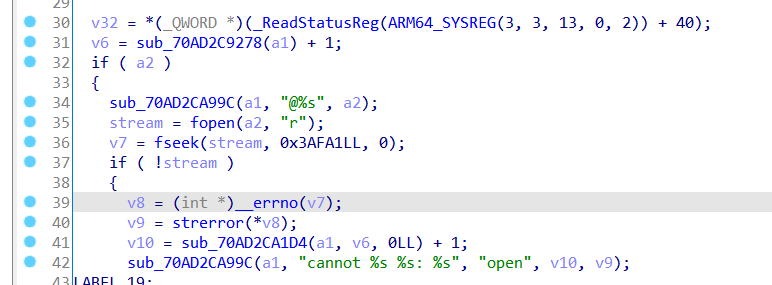 29
30 v32 = *(_QWORD *)(_ReadStatusReg(ARM64_SYSREG(3, 3, 13, 0, 2)) + 40);
31 v6 = sub_70AD2C9278(a1) + 1;
32 if ( a2 )
33 {
34 sub_70AD2CA99C(a1, "@%s", a2);
35 stream = fopen(a2, "r");
36 v7 = fseek(stream, 0x3AFA1LL, 0);
37 if ( !stream )
38 {
39 v8 = (int *)__errno(v7);
40 v9 = strerror(*v8);
41 v10 = sub_70AD2CA1D4(a1, v6, 0LL) + 1;
42 sub_70AD2CA99C(a1, "cannot %s %s: %s", "open", v10, v9);
43 LABEL_19: